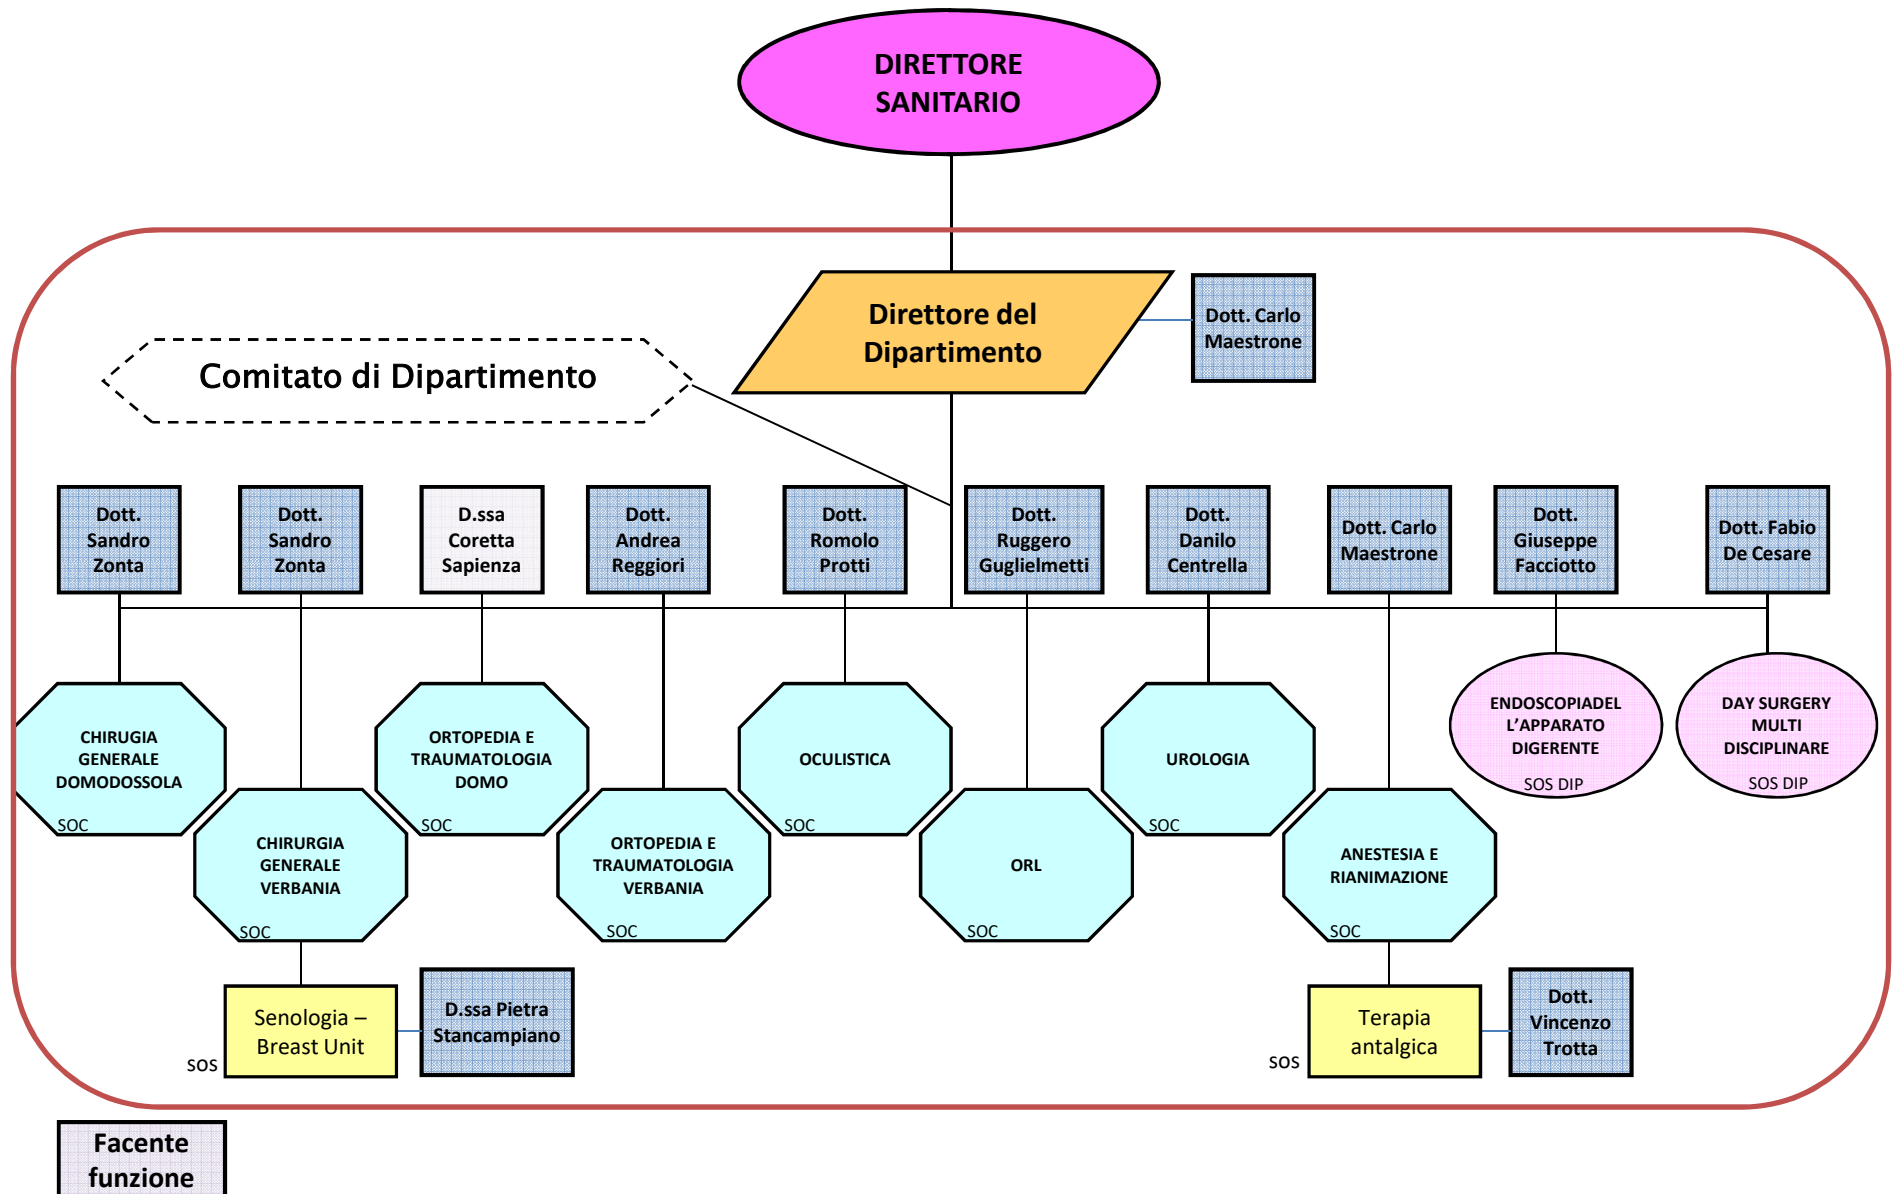 DIRETTORE
SANITARIO
Direttore del
Dipartimento
Dott. Carlo
Maestrone
Comitato di Dipartimento
Dott.
Sandro
Zonta
Dott.
Sandro
Zonta
D.ssa
Coretta
Sapienza
Dott.
Andrea
Reggiori
Dott.
Romolo
Protti
Dott.
Ruggero
Guglielmetti
Dott.
Danilo
Centrella
Dott. Carlo
Maestrone
Dott.
Giuseppe
Facciotto
Dott. Fabio
De Cesare
CHIRUGIA
GENERALE
DOMODOSSOLA
SOC
CHIRURGIA
GENERALE
VERBANIA
SOC
ORTOPEDIA E
TRAUMATOLOGIA
DOMO
SOC
ORTOPEDIA E
TRAUMATOLOGIA
VERBANIA
SOC
OCULISTICA
SOC
ORL
SOC
UROLOGIA
SOC
ANESTESIA E
RIANIMAZIONE
SOC
ENDOSCOPIADEL
L'APPARATO
DIGERENTE
SOS DIP
DAY SURGERY
MULTI
DISCIPLINARE
SOS DIP
Senologia –
Breast Unit
SOS
D.ssa Pietra
Stancampiano
Terapia
antalgica
SOS
Dott.
Vincenzo
Trotta
Facente
funzione